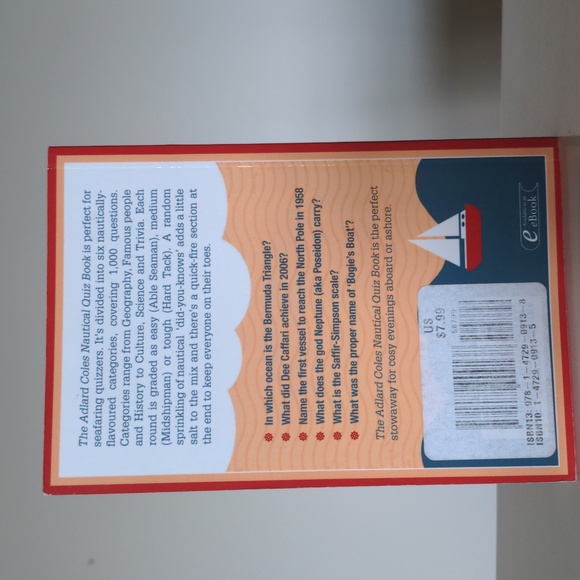 The Adlard Coles Nautical Quiz Book is perfect for
seafaring quizzers. It's divided into six nautically-
flavoured categories, covering 1,000 questions.
Categories range from Geography, Famous people
and History to Culture, Science and Trivia. Each
round is graded as easy (Able Seaman), medium
(Midshipman) or tough (Hard Tack). A random
sprinkling of nautical 'did-you-knows' adds a little
salt to the mix and there's a quick-fire section at
the end to keep everyone on their toes.
In which ocean is the Bermuda Triangle?
What did Dee Caffari achieve in 2006?
Name the first vessel to reach the North Pole in 1958
What does the god Neptune (aka Poseidon) carry?
What is the Saffir-Simpson scale?
What was the proper name of 'Bogie's Boat'?
The Adlard Coles Nautical Quiz Book is the perfect
stowaway for cosy evenings aboard or ashore.
eBook
US
$7.99
ISBN13: 978-1-4729-0913-8
ISBN10: 1-4729-0913-5